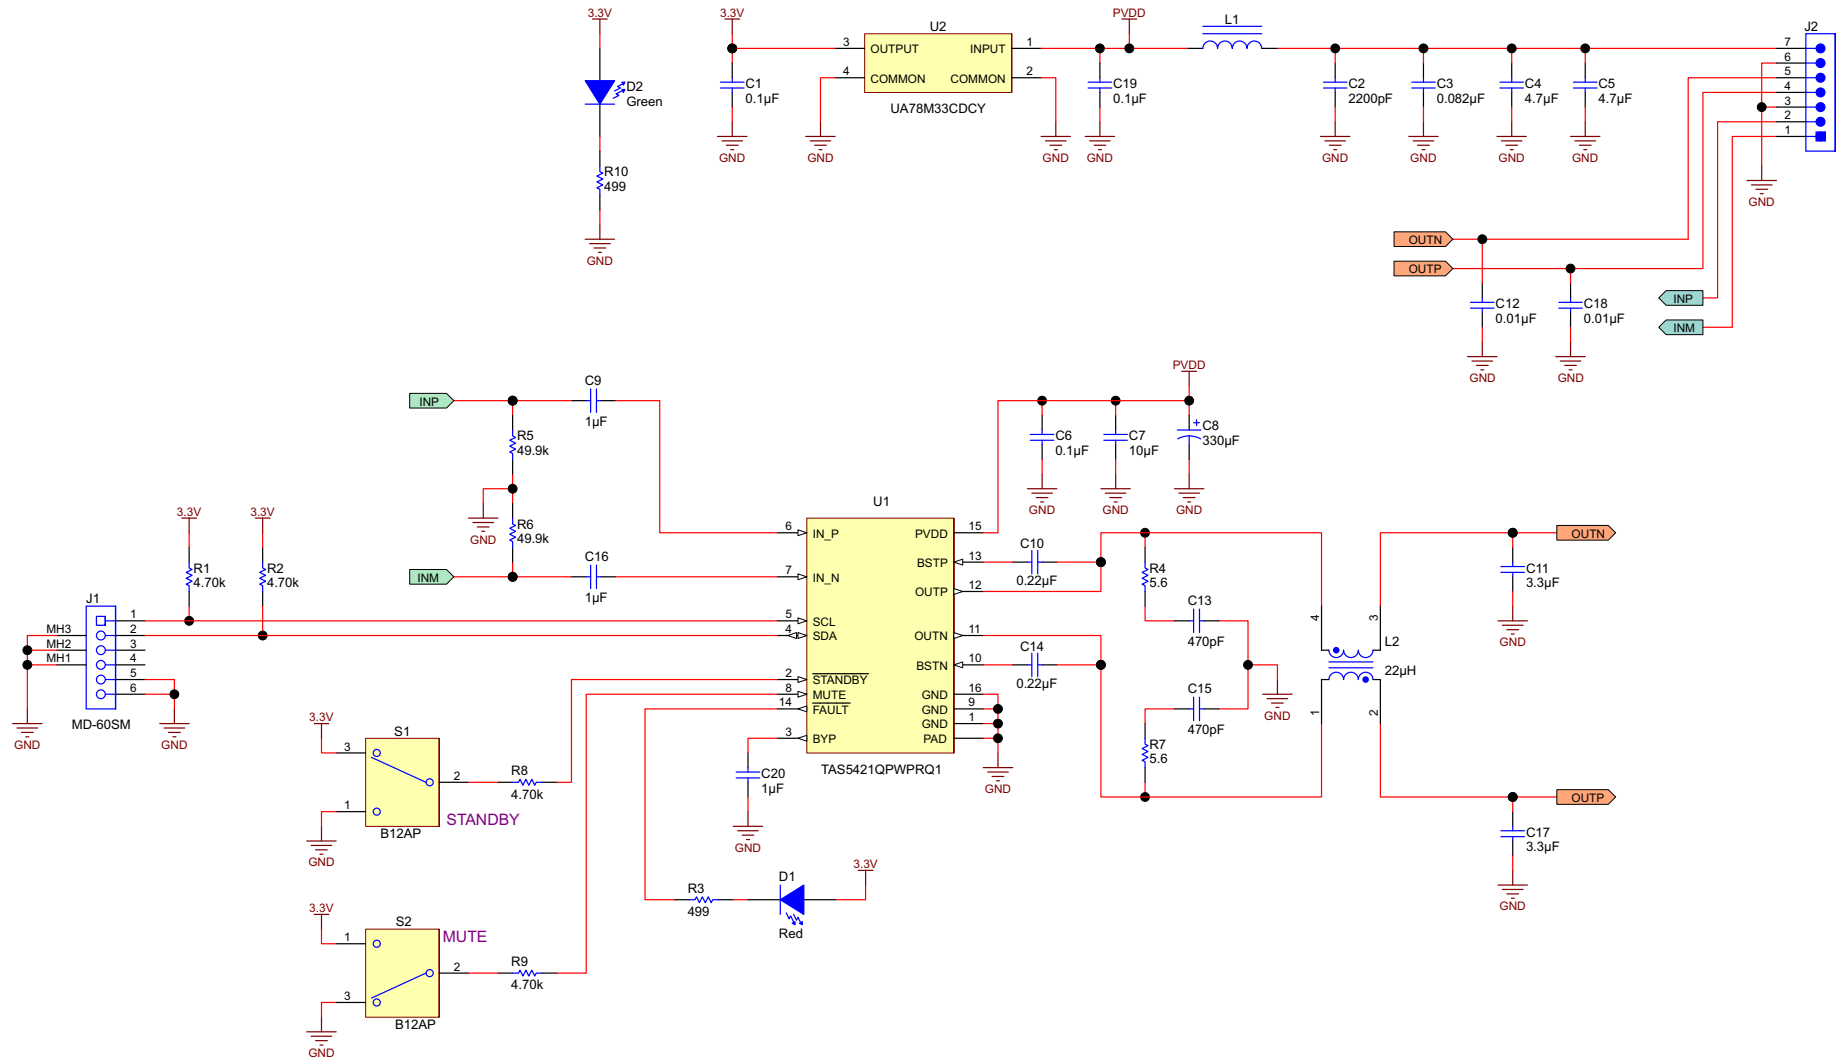 3.3V
D2
Green
R10
499
GND
3.3V
C1
0.1µF
GND
U2
3 OUTPUT INPUT 1
4 COMMON COMMON 2
UA78M33CDCY
GND
GND
PVDD
C19
0.1µF
GND
L1
C2
2200pF
GND
C3
0.082µF
GND
C4
4.7µF
GND
C5
4.7µF
GND
J2
7
6
5
4
3
2
1
GND
OUTN
OUTP
C12
0.01µF
GND
C18
0.01µF
GND
INP
INM
INP
C9
1µF
R5
49.9k
GND
R6
49.9k
INM
C16
1µF
PVDD
C6
0.1µF
GND
C7
10µF
GND
+
C8
330µF
GND
3.3V
R1
4.70k
3.3V
R2
4.70k
J1
MH3
MH2
MH1
1
2
3
4
5
6
MD-60SM
GND
GND
U1
6 IN_P
7 IN_N
5 SCL
4 SDA
2 STANDBY
8 MUTE
14 FAULT
3 BYP
PVDD 15
BSTP 13
OUTP 12
OUTN 11
BSTN 10
GND 16
GND 9
GND 1
PAD
TAS5421QPWPRQ1
GND
C10
0.22µF
C14
0.22µF
R4
5.6
C13
470pF
GND
C15
470pF
R7
5.6
4
3
L2
22µH
1
2
OUTN
C11
3.3µF
GND
OUTP
C17
3.3µF
GND
3.3V
S1
3
2
1
B12AP
GND
STANDBY
R8
4.70k
C20
1µF
GND
3.3V
S2
MUTE
1
2
3
B12AP
GND
R9
4.70k
R3
499
D1
Red
3.3V